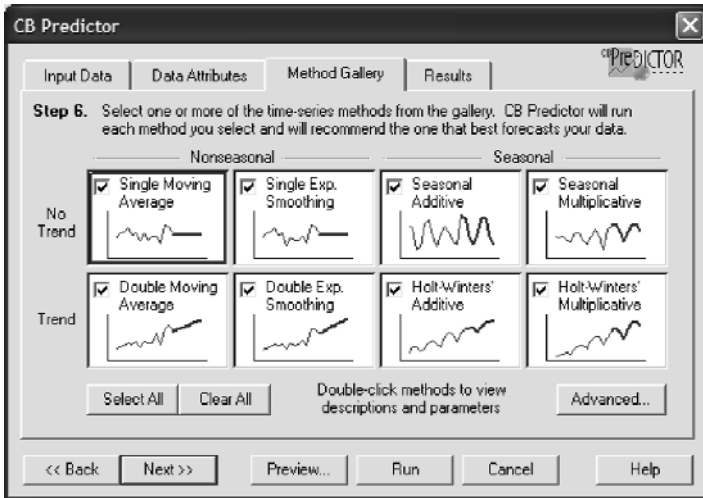 CB Predictor
CB PREDICTOR
Input Data
Data Attributes
Method Gallery
Results
Step 6. Select one or more of the time-series methods from the gallery. CB Predictor will run
each method you select and will recommend the one that best forecasts your data.
Nonseasonal
Seasonal
No
Trend
Single Moving
Average
Single Exp.
Smoothing
Seasonal
Additive
Seasonal
Multiplicative
Trend
Double Moving
Average
Double Exp.
Smoothing
Holt-Winters'
Additive
Holt-Winters'
Multiplicative
Select All
Clear All
Double-click methods to view
descriptions and parameters
Advanced...
<< Back
Next >>
Preview...
Run
Cancel
Help